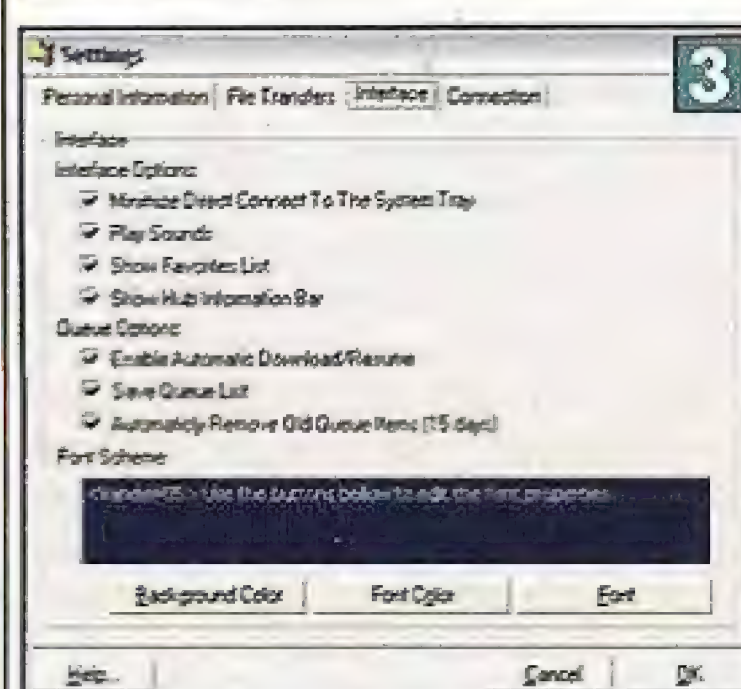 Settings
3
Personal Information File Transfers Interface Connection
Interface
Interface Options:
Minimize Direct Connect To The System Tray
Play Sounds
Show Favorites List
Show Hub Information Bar
Queue Options:
Enable Automatic Download/Resume
Save Queue List
Automaticly Remove Old Queue Items (15 days)
Font Scheme
Use the buttons below to edit the font properties
Background Color Font Color Font
Help... Cancel OK